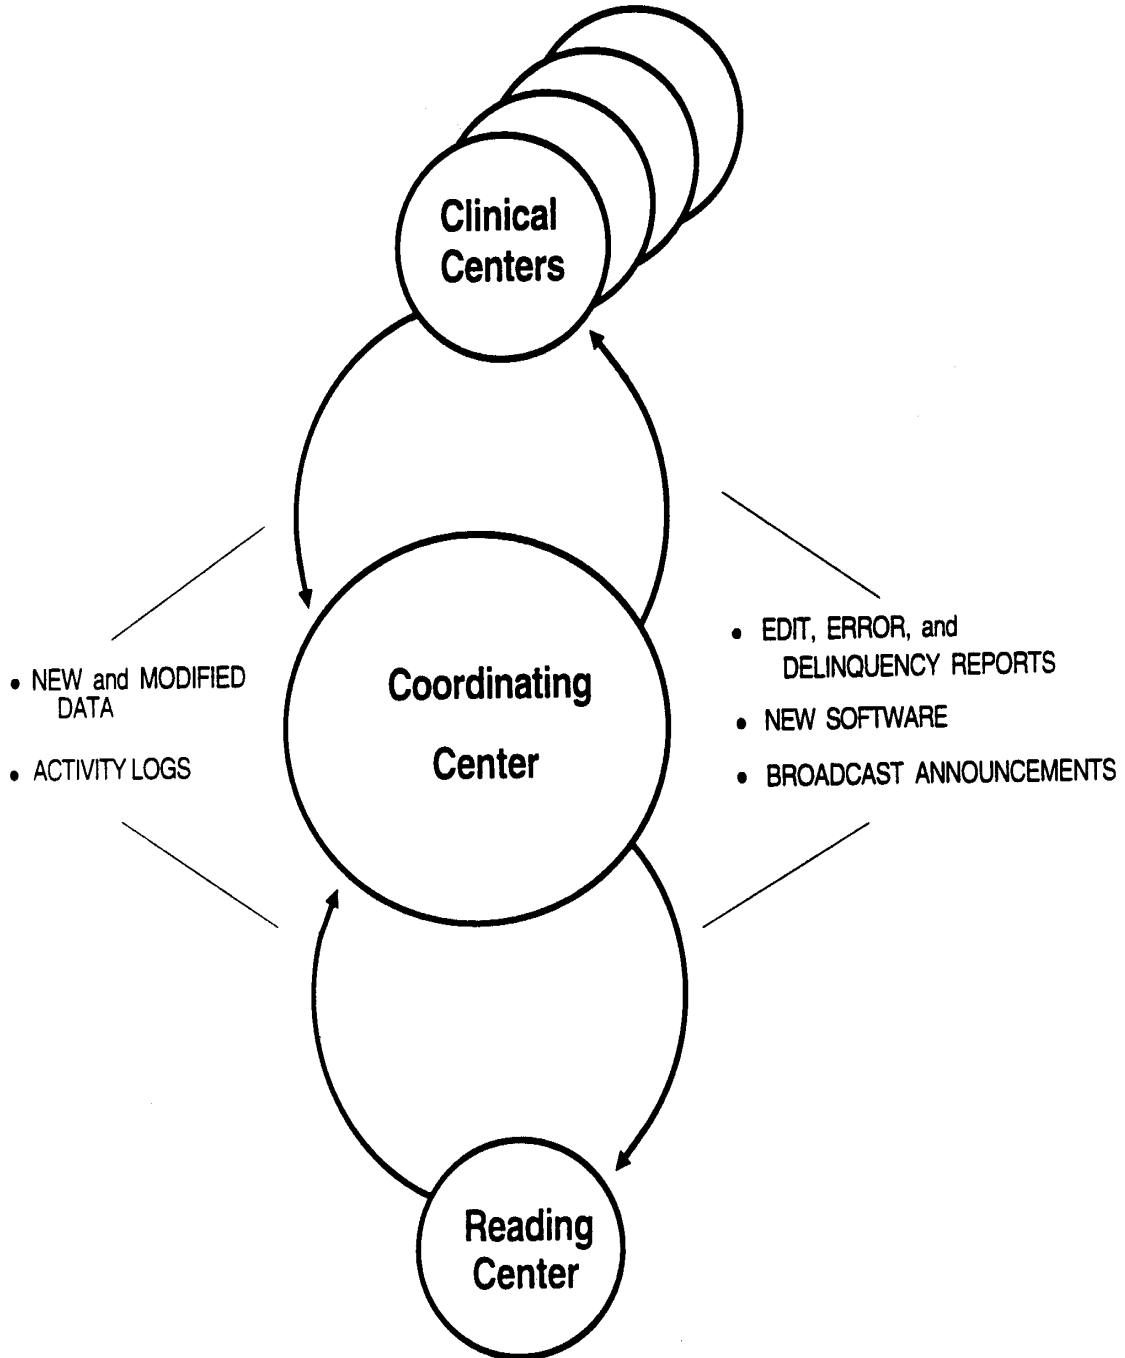 Clinical
Centers
• EDIT, ERROR, and
DELINQUENCY REPORTS
• NEW SOFTWARE
• BROADCAST ANNOUNCEMENTS
• NEW and MODIFIED
DATA
• ACTIVITY LOGS
Coordinating
Center
Reading
Center